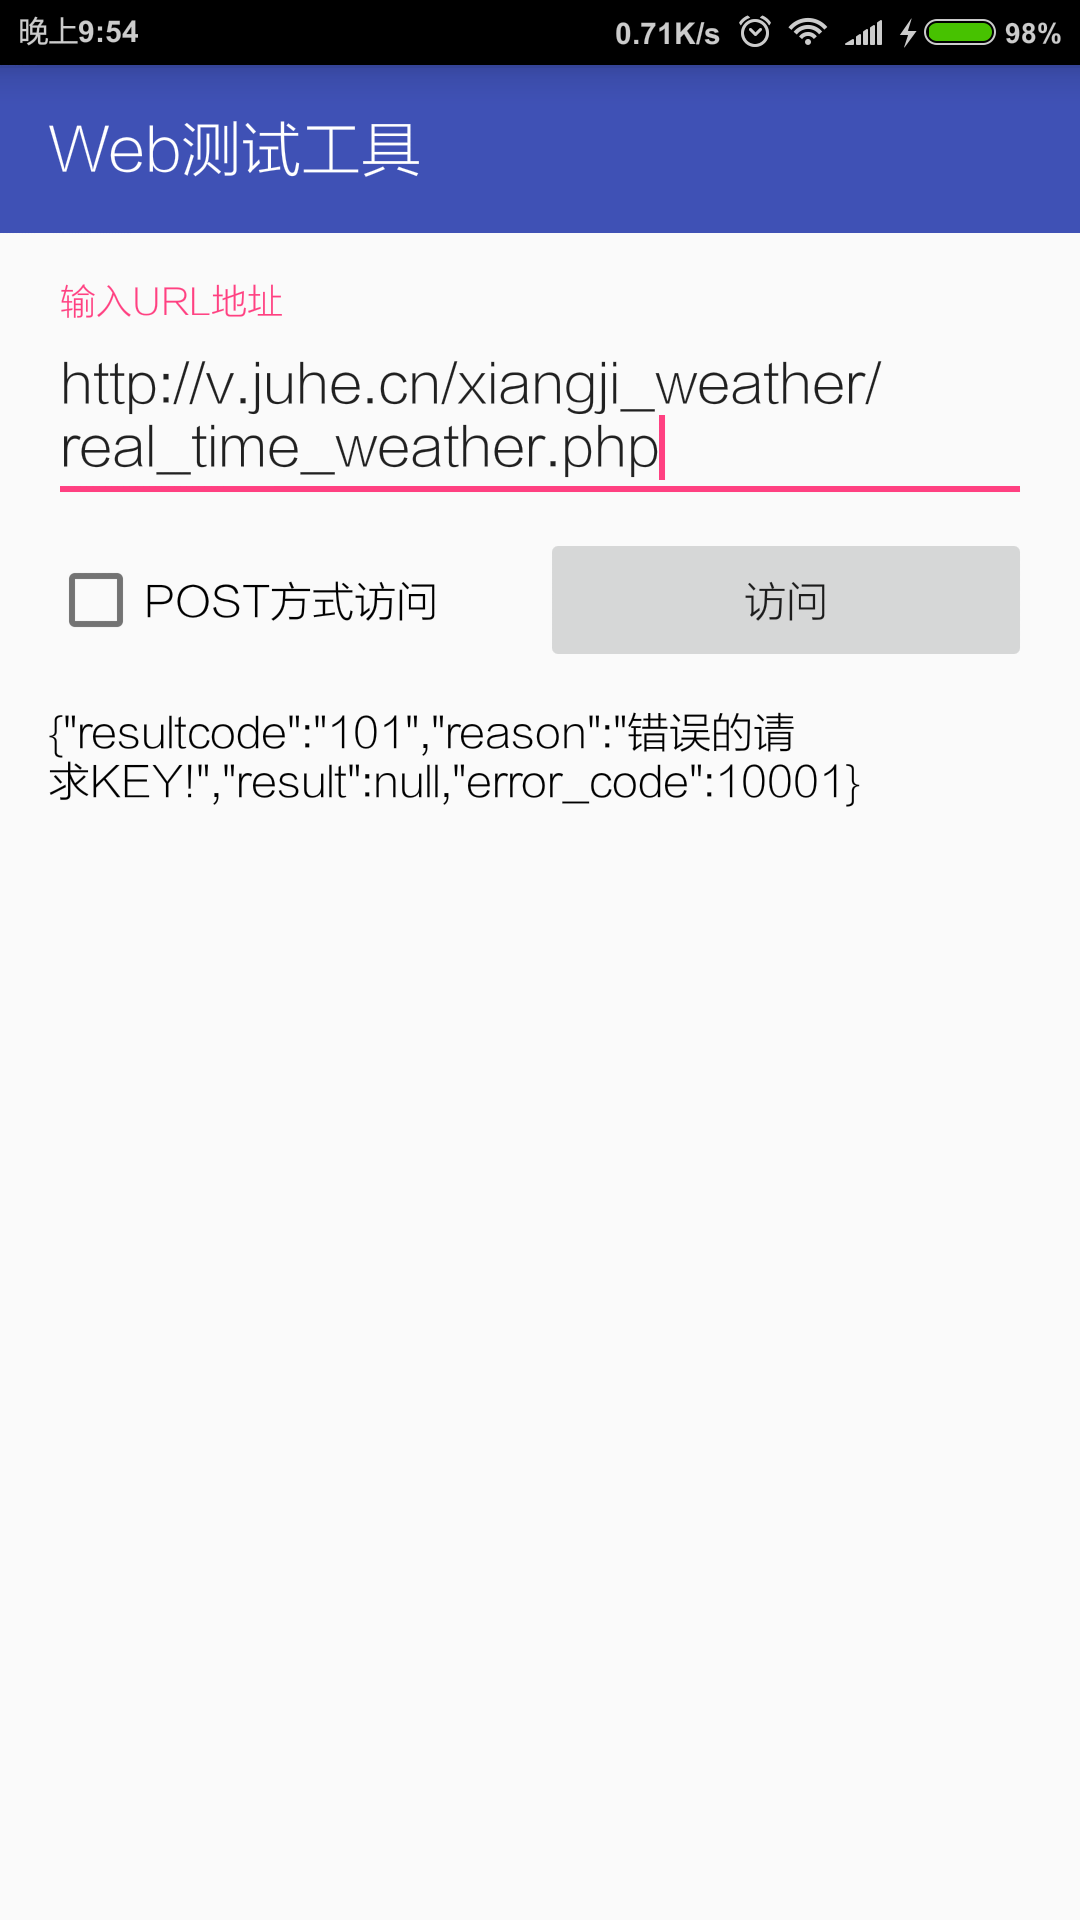 晚上9:54 0.71K/s 98%
Web测试工具
输入URL地址
http://v.juhe.cn/xiangji_weather/
real_time_weather.php
POST方式访问 访问
{"resultcode":"101","reason":"错误的请
求KEY!","result":null,"error_code":10001}